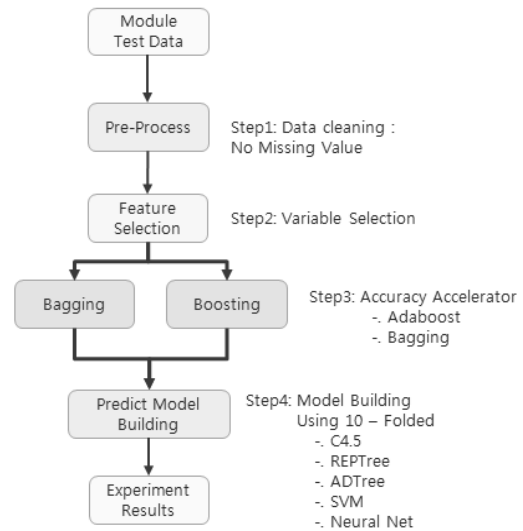 Module
Test Data
Pre-Process
Step1: Data cleaning :
No Missing Value
Feature
Selection
Step2: Variable Selection
Bagging
Boosting
Step3: Accuracy Accelerator
-. Adaboost
-. Bagging
Predict Model
Building
Step4: Model Building
Using 10 – Folded
-. C4.5
-. REPTree
-. ADTree
-. SVM
-. Neural Net
Experiment
Results